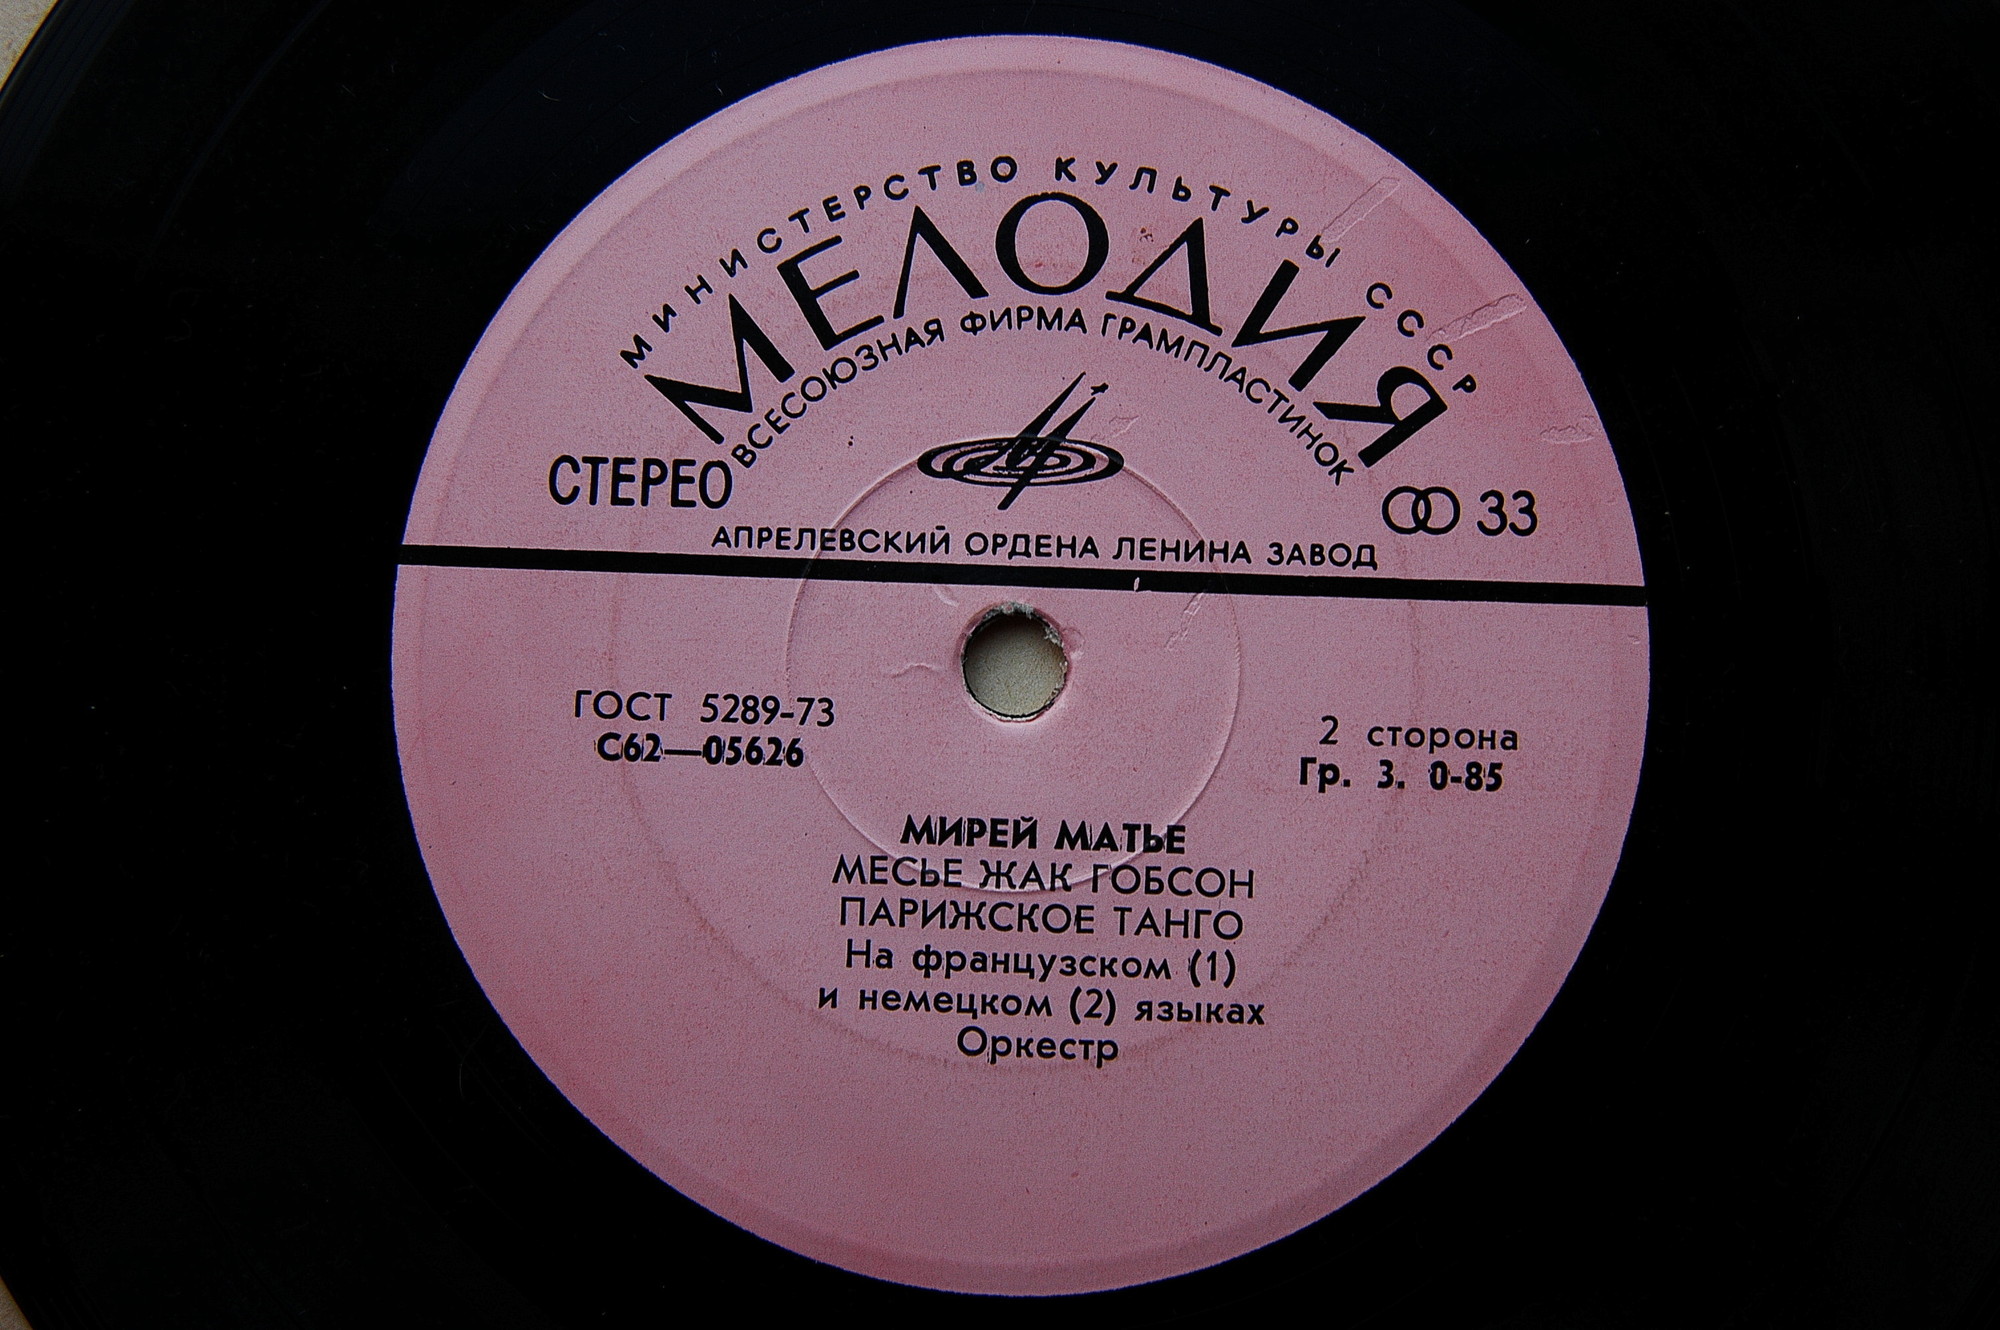 МИНИСТЕРСТВО КУЛЬТУРЫ СССР
МЕЛОДИЯ
ВСЕСОЮЗНАЯ ФИРМА ГРАМПЛАСТИНОК
СТЕРЕО
33
АПРЕЛЕВСКИЙ ОРДЕНА ЛЕНИНА ЗАВОД
ГОСТ 5289-73
С62—05626
2 сторона
Гр. 3. 0-85
МИРЕЙ МАТЬЕ
МЕСЬЕ ЖАК ГОБСОН
ПАРИЖСКОЕ ТАНГО
На французском (1)
и немецком (2) языках
Оркестр